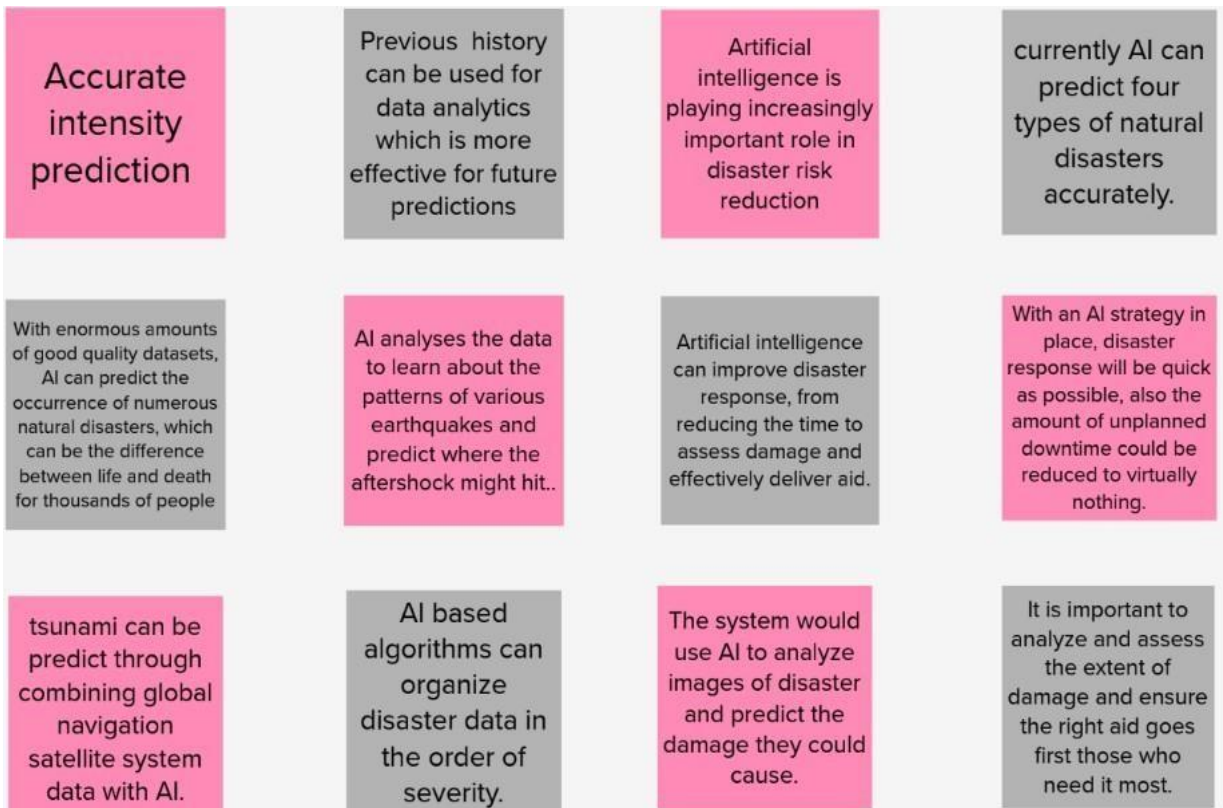 Accurate
intensity
prediction
Previous history
can be used for
data analytics
which is more
effective for future
predictions
Artificial
intelligence is
playing increasingly
important role in
disaster risk
reduction
currently AI can
predict four
types of natural
disasters
accurately.
With enormous amounts
of good quality datasets,
AI can predict the
occurrence of numerous
natural disasters, which
can be the difference
between life and death
for thousands of people
AI analyses the data
to learn about the
patterns of various
earthquakes and
predict where the
aftershock might hit..
Artificial intelligence
can improve disaster
response, from
reducing the time to
assess damage and
effectively deliver aid.
With an AI strategy in
place, disaster
response will be quick
as possible, also the
amount of unplanned
downtime could be
reduced to virtually
nothing.
tsunami can be
predict through
combining global
navigation
satellite system
data with AI.
AI based
algorithms can
organize
disaster data in
the order of
severity.
The system would
use AI to analyze
images of disaster
and predict the
damage they could
cause.
It is important to
analyze and assess
the extent of
damage and ensure
the right aid goes
first those who
need it most.